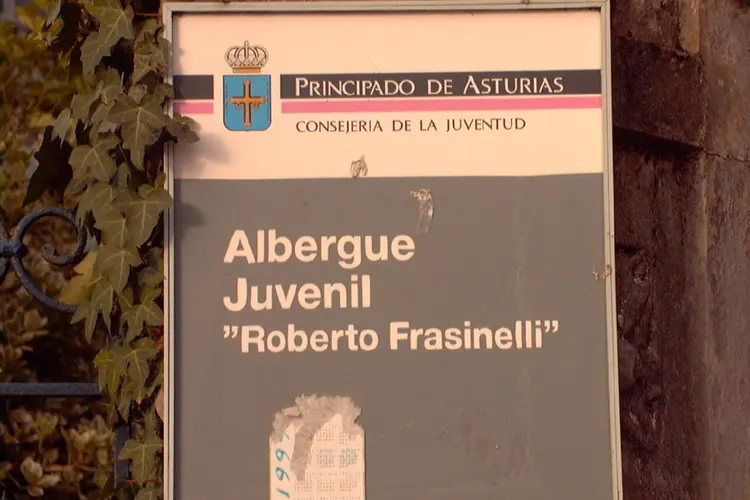 PRINCIPADO DE ASTURIAS
CONSEJERIA DE LA JUVENTUD
Albergue
Juvenil
"Roberto Frasinelli"